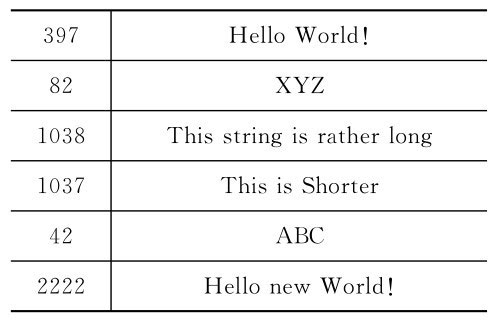 397 Hello World!
82 XYZ
1038 This string is rather long
1037 This is Shorter
42 ABC
2222 Hello new World!